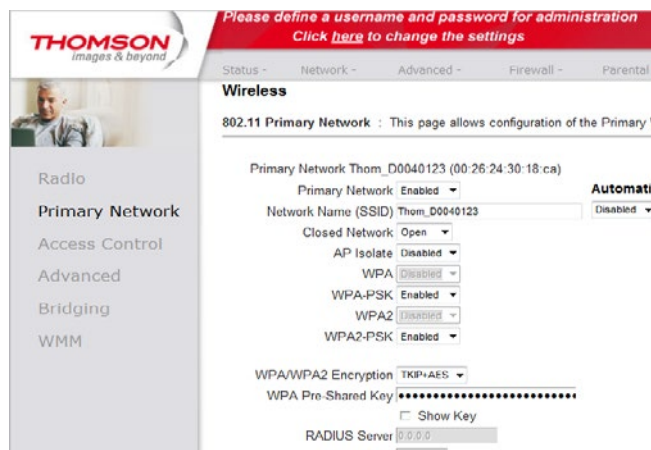 Please define a username and password for administration
Click here to change the settings
THOMSON
images & beyond
Status - Network - Advanced - Firewall - Parental
Wireless
802.11 Primary Network : This page allows configuration of the Primary
Radio
Primary Network
Access Control
Advanced
Bridging
WMM
Primary Network Thom_D0040123 (00:26:24:30:18:ca)
Primary Network Enabled
Automati
Network Name (SSID) Thom_D0040123
Disabled
Closed Network Open
AP Isolate Disabled
WPA Disabled
WPA-PSK Enabled
WPA2 Disabled
WPA2-PSK Enabled
WPA/WPA2 Encryption TKIP+AES
WPA Pre-Shared Key ••••••••••••••••••••••••••
Show Key
RADIUS Server 0.0.0.0